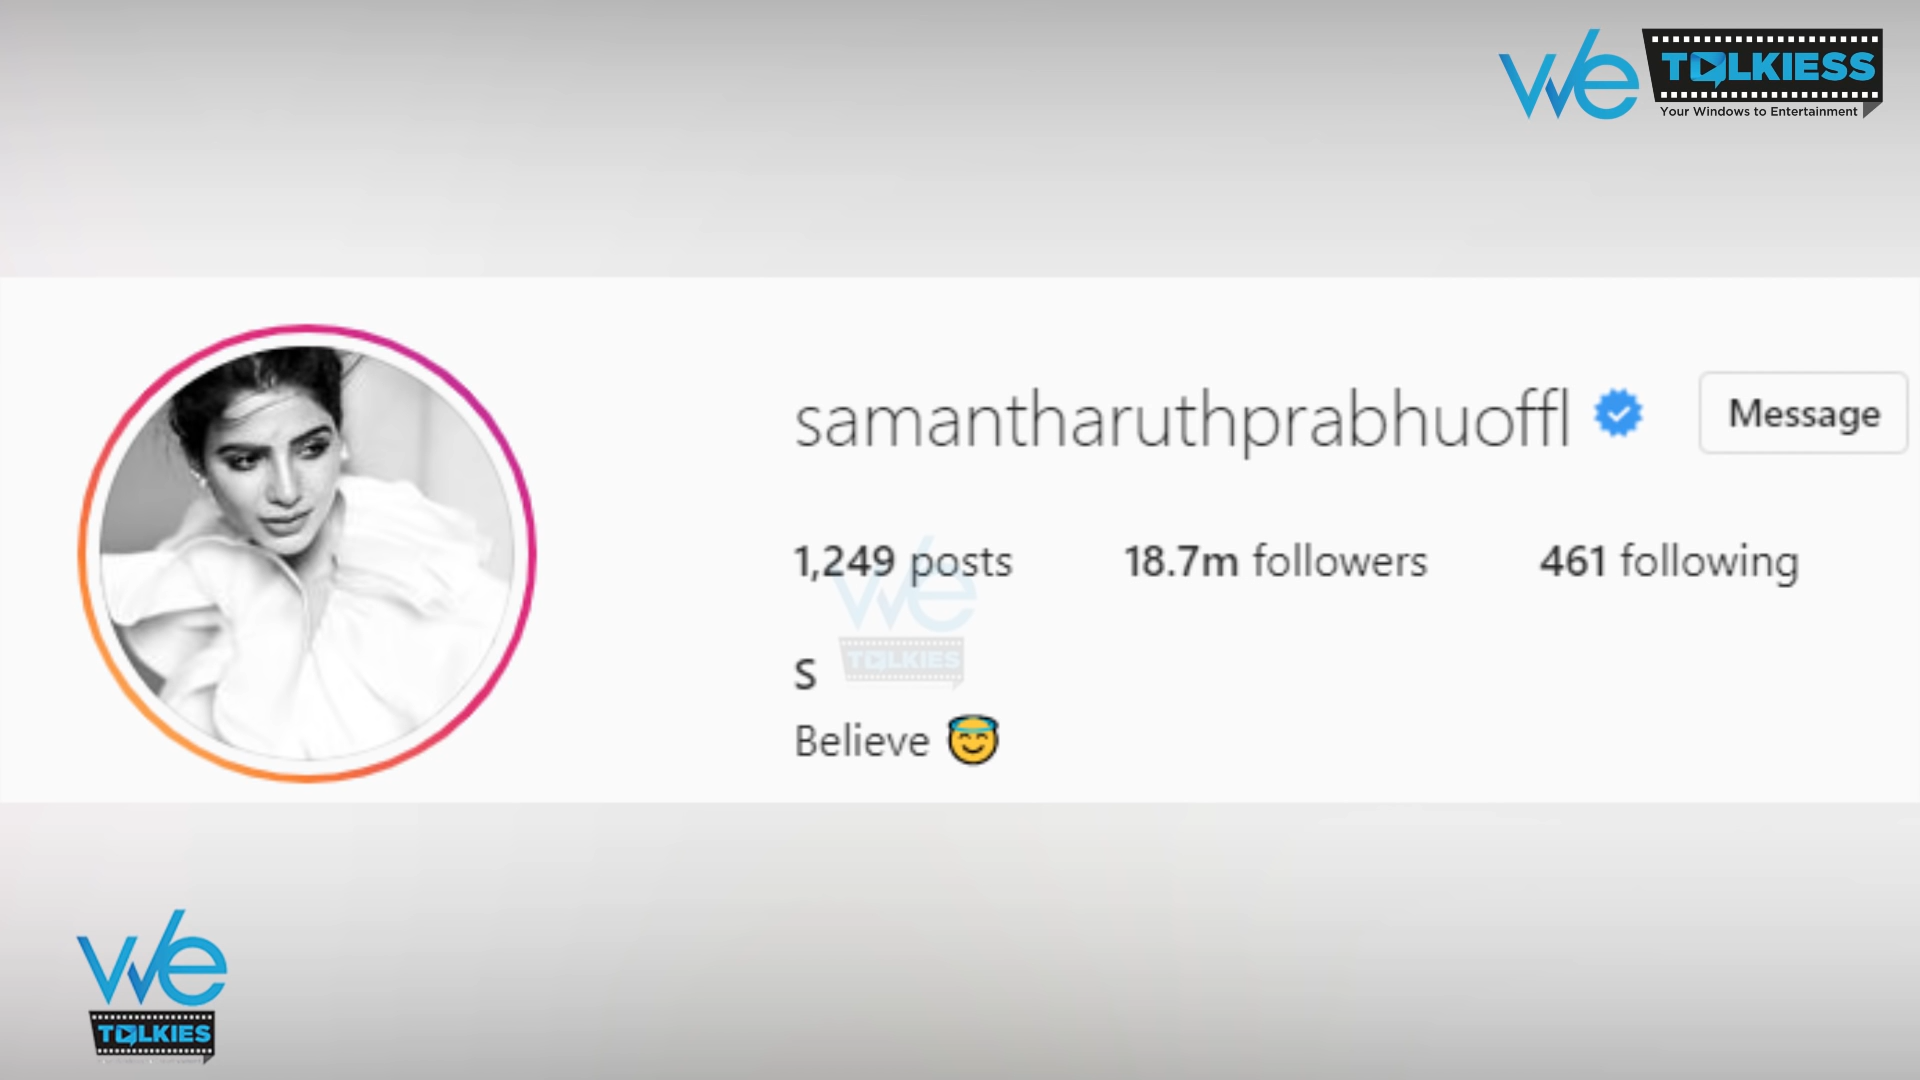 we TALKIESS
Your Windows to Entertainment
samantharuthprabhuoffl Message
1,249 posts 18.7m followers 461 following
we
TALKIES
S
Believe 😇
we
TALKIES